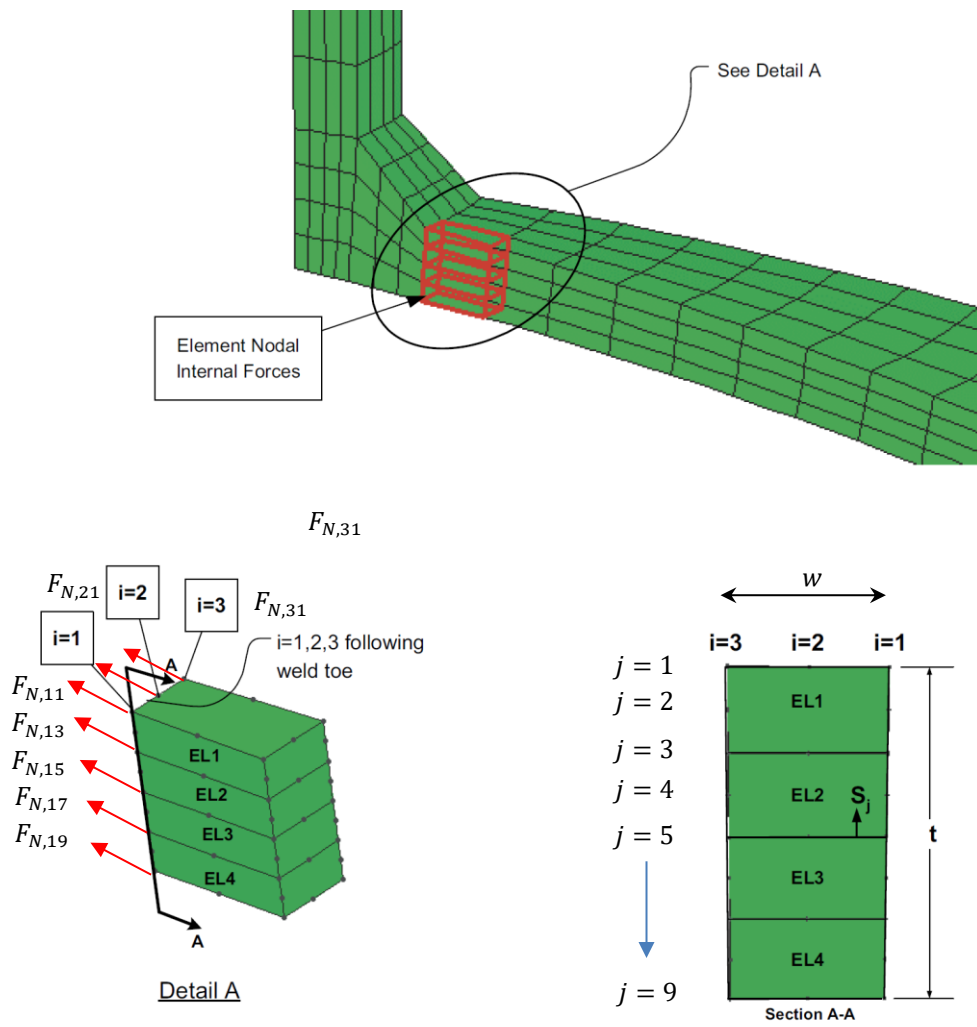 See Detail A
Element Nodal
Internal Forces
F_{N,31}
F_{N,21}
i=2
i=3
F_{N,31}
i=1
i=1,2,3 following
weld toe
A
F_{N,11}
F_{N,13}
F_{N,15}
F_{N,17}
F_{N,19}
EL1
EL2
EL3
EL4
A
Detail A
w
i=3 i=2 i=1
j = 1
j = 2
j = 3
j = 4
j = 5
j = 9
EL1
EL2
S_j
t
EL3
EL4
Section A-A